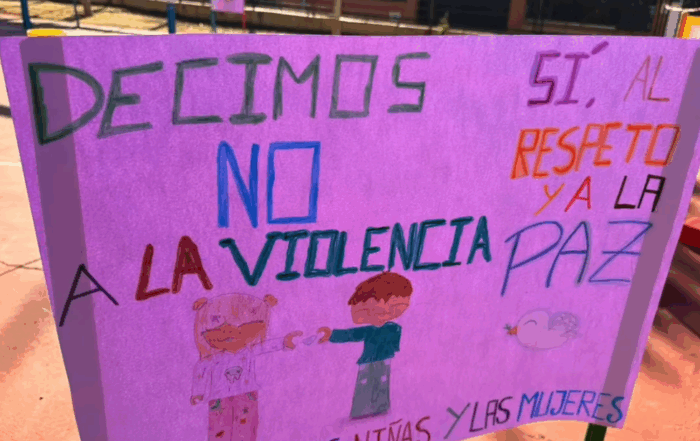 DECIMOS
NO
A LA VIOLENCIA
SÍ, AL
RESPETO
Y A LA
PAZ
NIÑAS Y LAS MUJERES